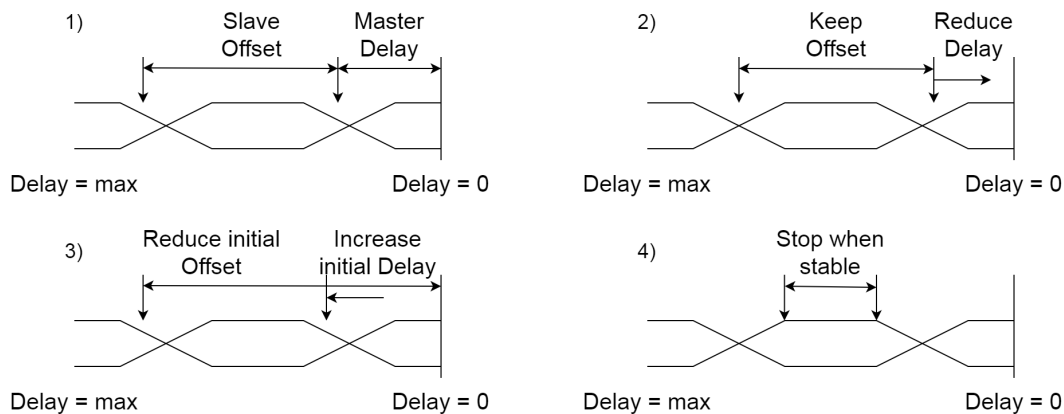 1)
Slave
Offset
Master
Delay
Delay = max
Delay = 0
2)
Keep
Offset
Reduce
Delay
Delay = max
Delay = 0
3)
Reduce initial
Offset
Increase
initial Delay
Delay = max
Delay = 0
4)
Stop when
stable
Delay = max
Delay = 0